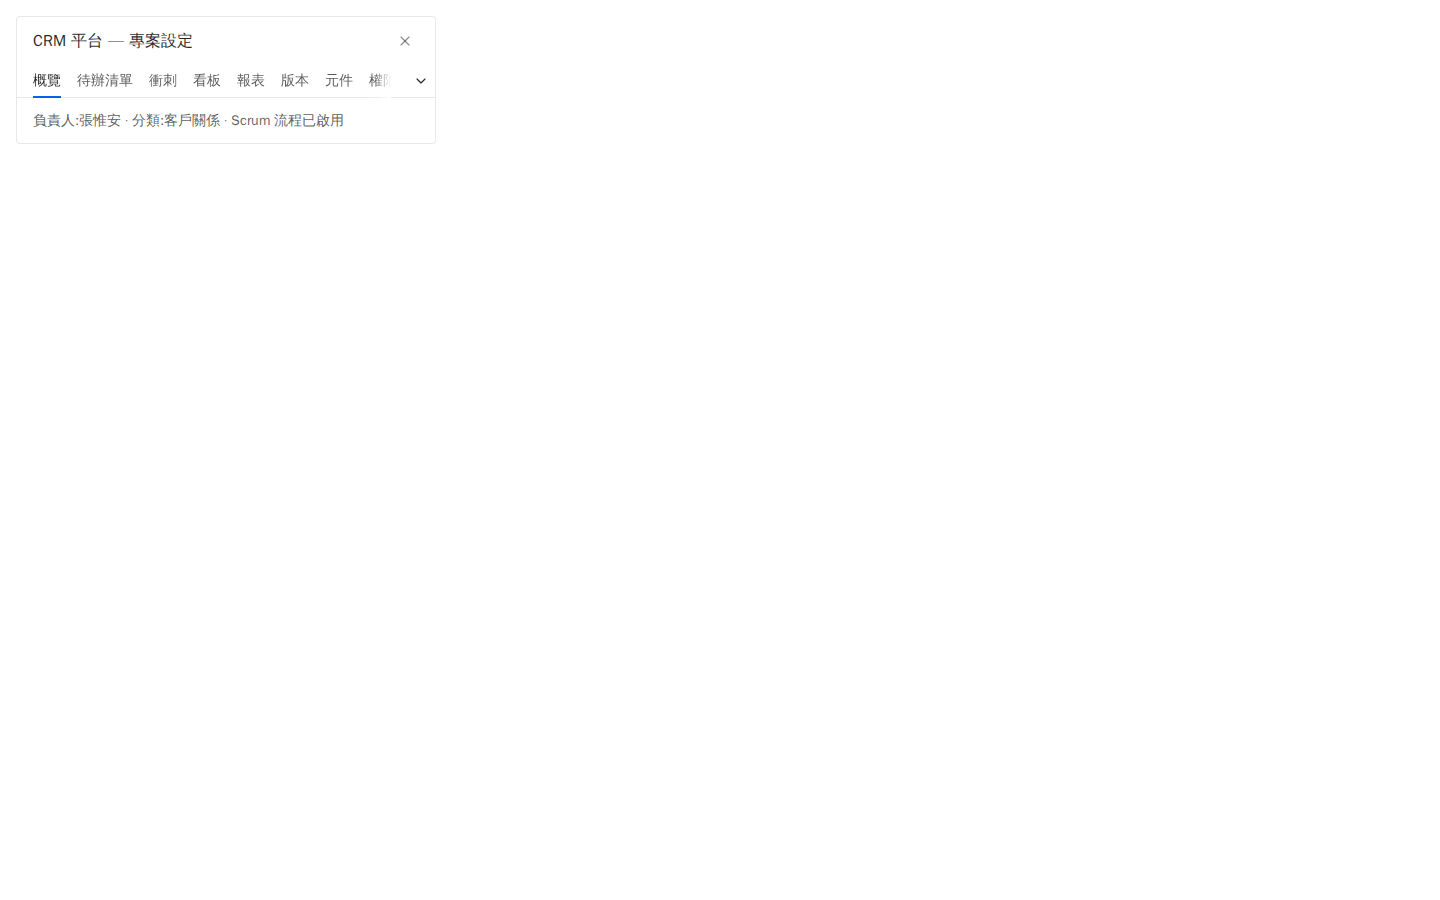 CRM 平台 — 專案設定
概覽 待辦清單 衝刺 看板 報表 版本 元件
負責人:張惟安 · 分類:客戶關係 · Scrum 流程已啟用